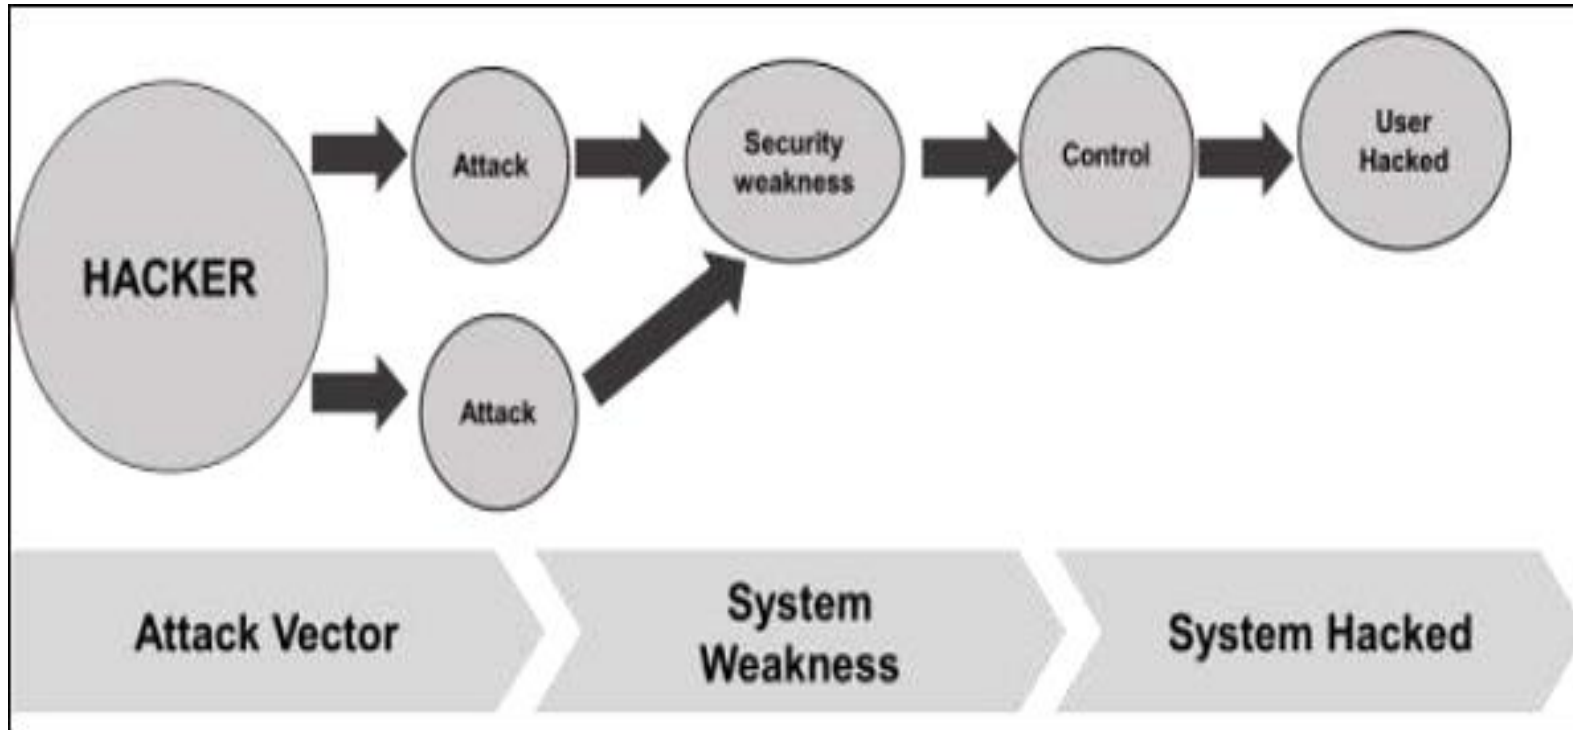 HACKER
Attack
Attack
Security
weakness
Control
User
Hacked
Attack Vector
System
Weakness
System Hacked